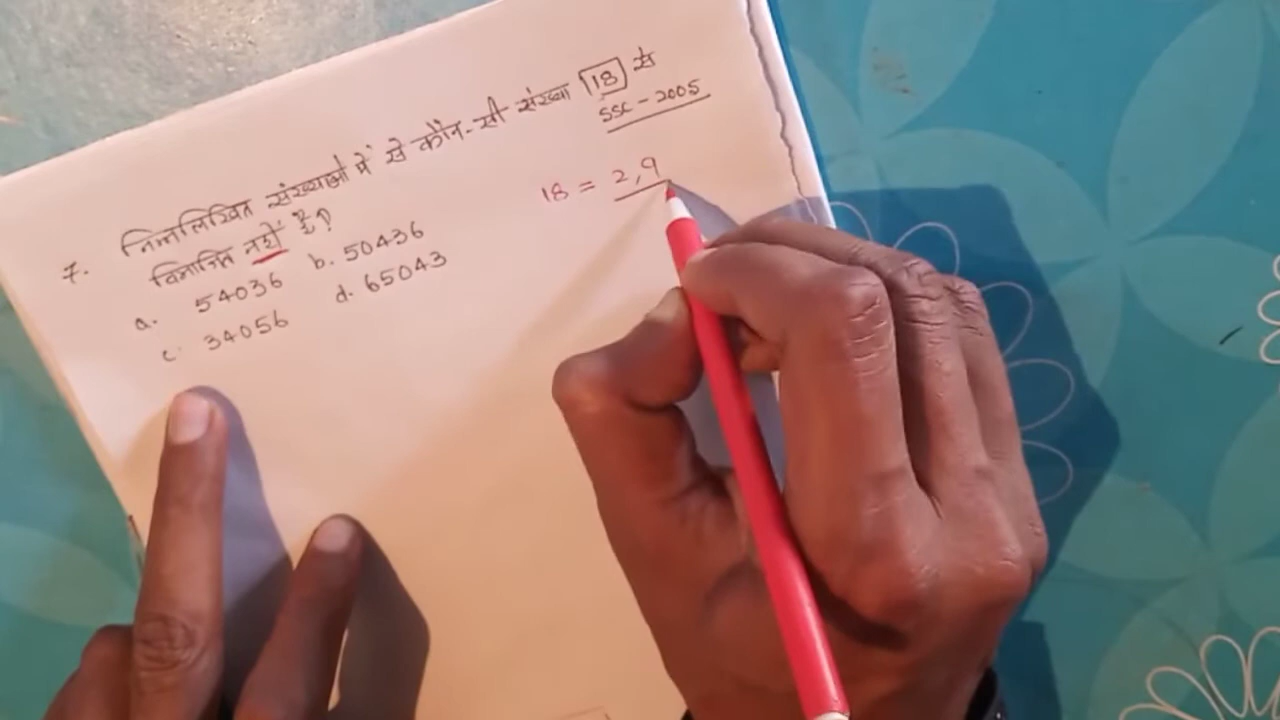 7. निम्नलिखित संख्याओं में से कौन-सी संख्या 18 से
SSC - 2005
विभाजित नहीं है?
18 = 2,9
a. 54036 b. 50436
c. 34056 d. 65043